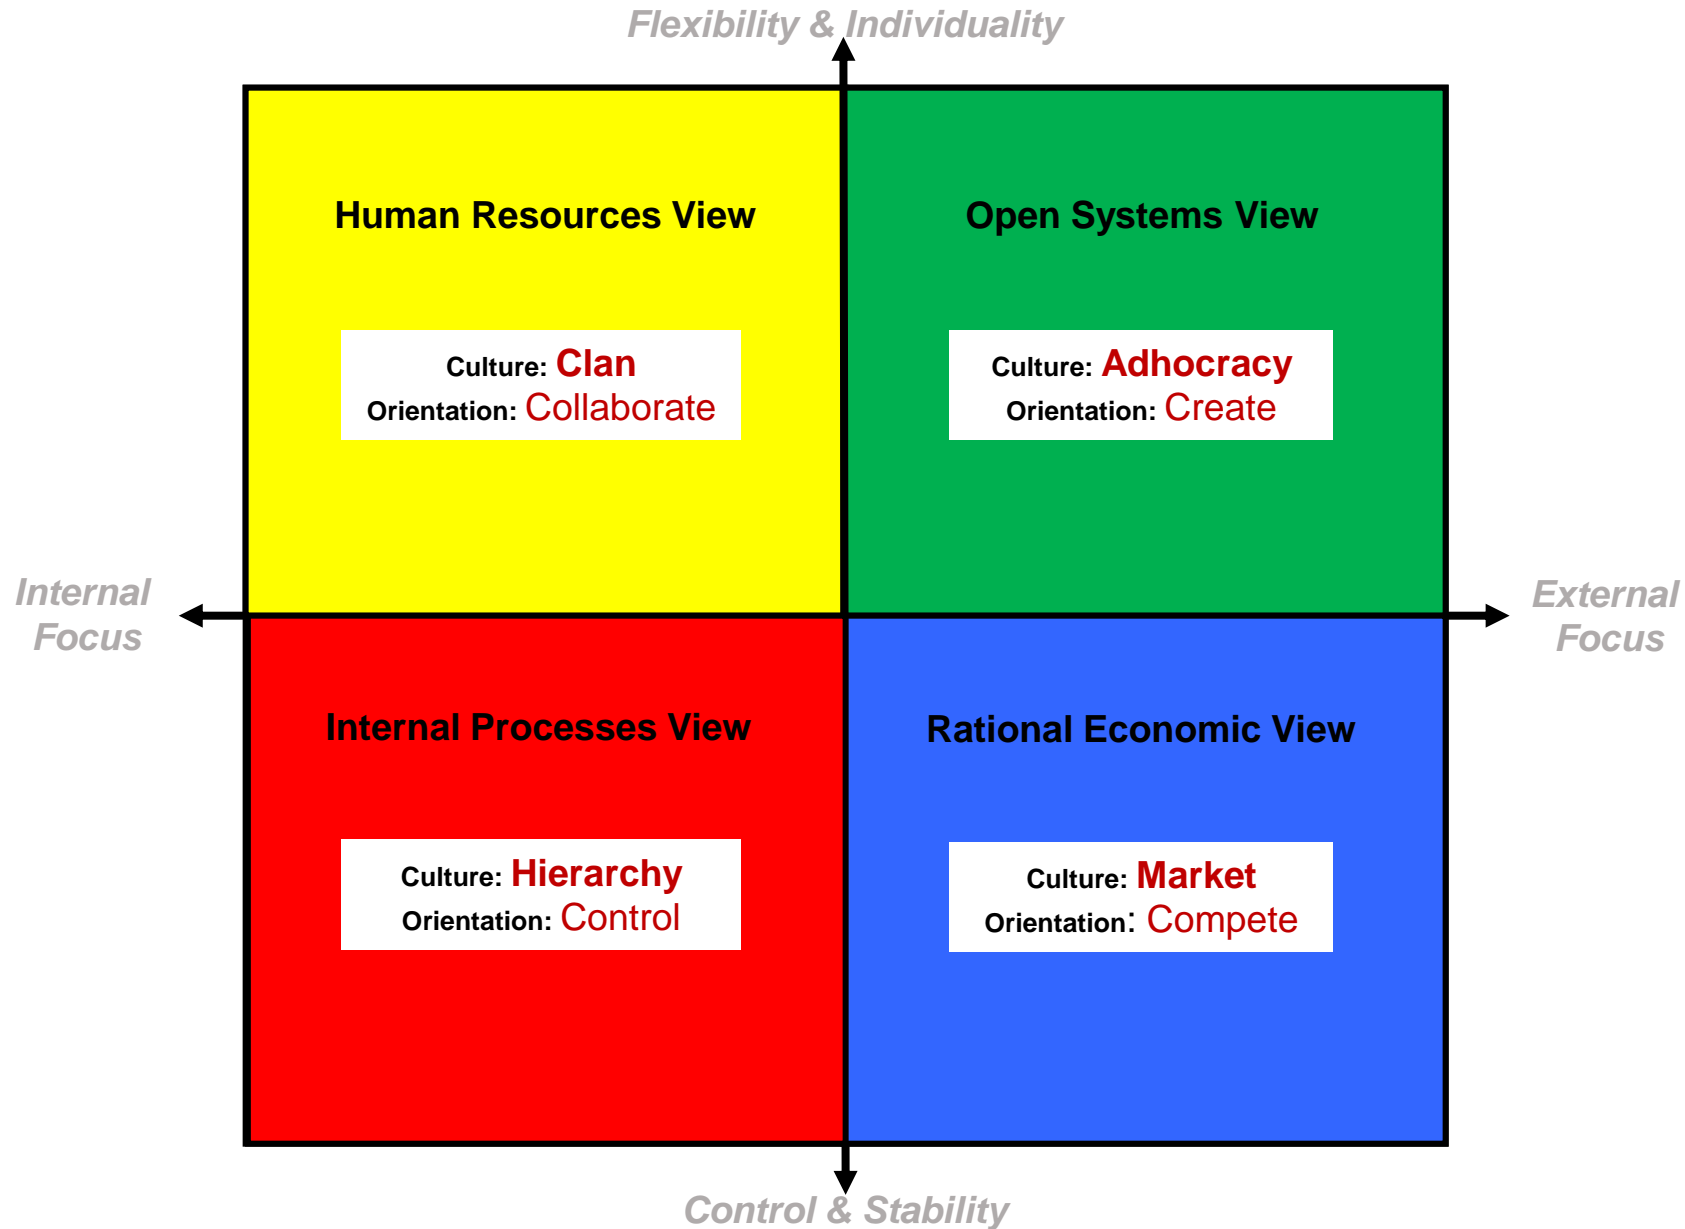 Flexibility & Individuality
Human Resources View
Open Systems View
Culture: Clan
Orientation: Collaborate
Culture: Adhocracy
Orientation: Create
Internal
Focus
External
Focus
Internal Processes View
Rational Economic View
Culture: Hierarchy
Orientation: Control
Culture: Market
Orientation: Compete
Control & Stability